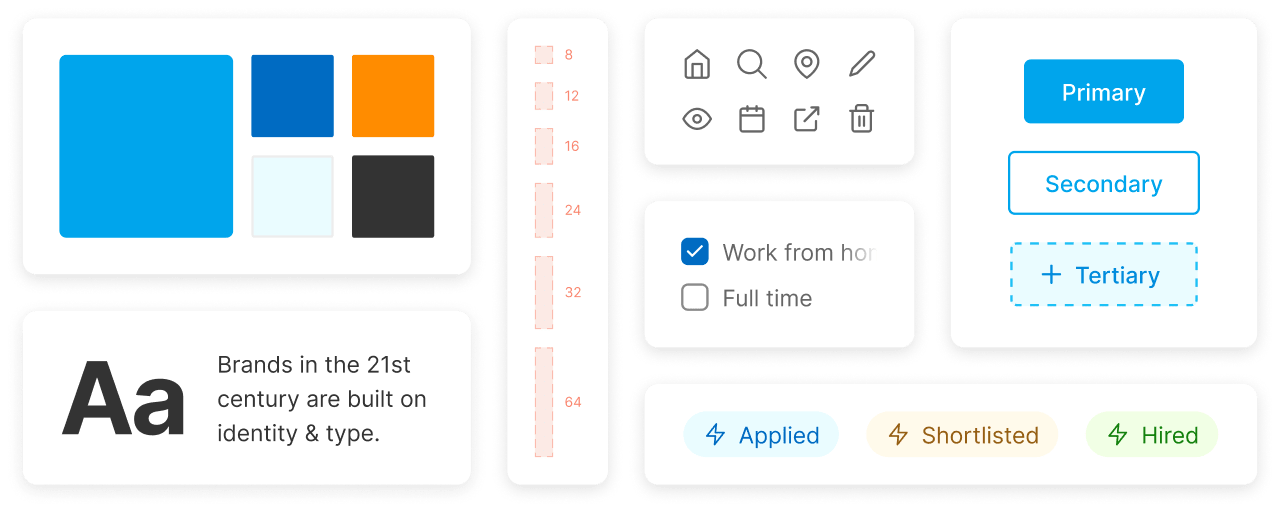 Aa
Brands in the 21st
century are built on
identity & type.
8
12
16
24
32
64
Work from hor
Full time
Primary
Secondary
+ Tertiary
Applied
Shortlisted
Hired